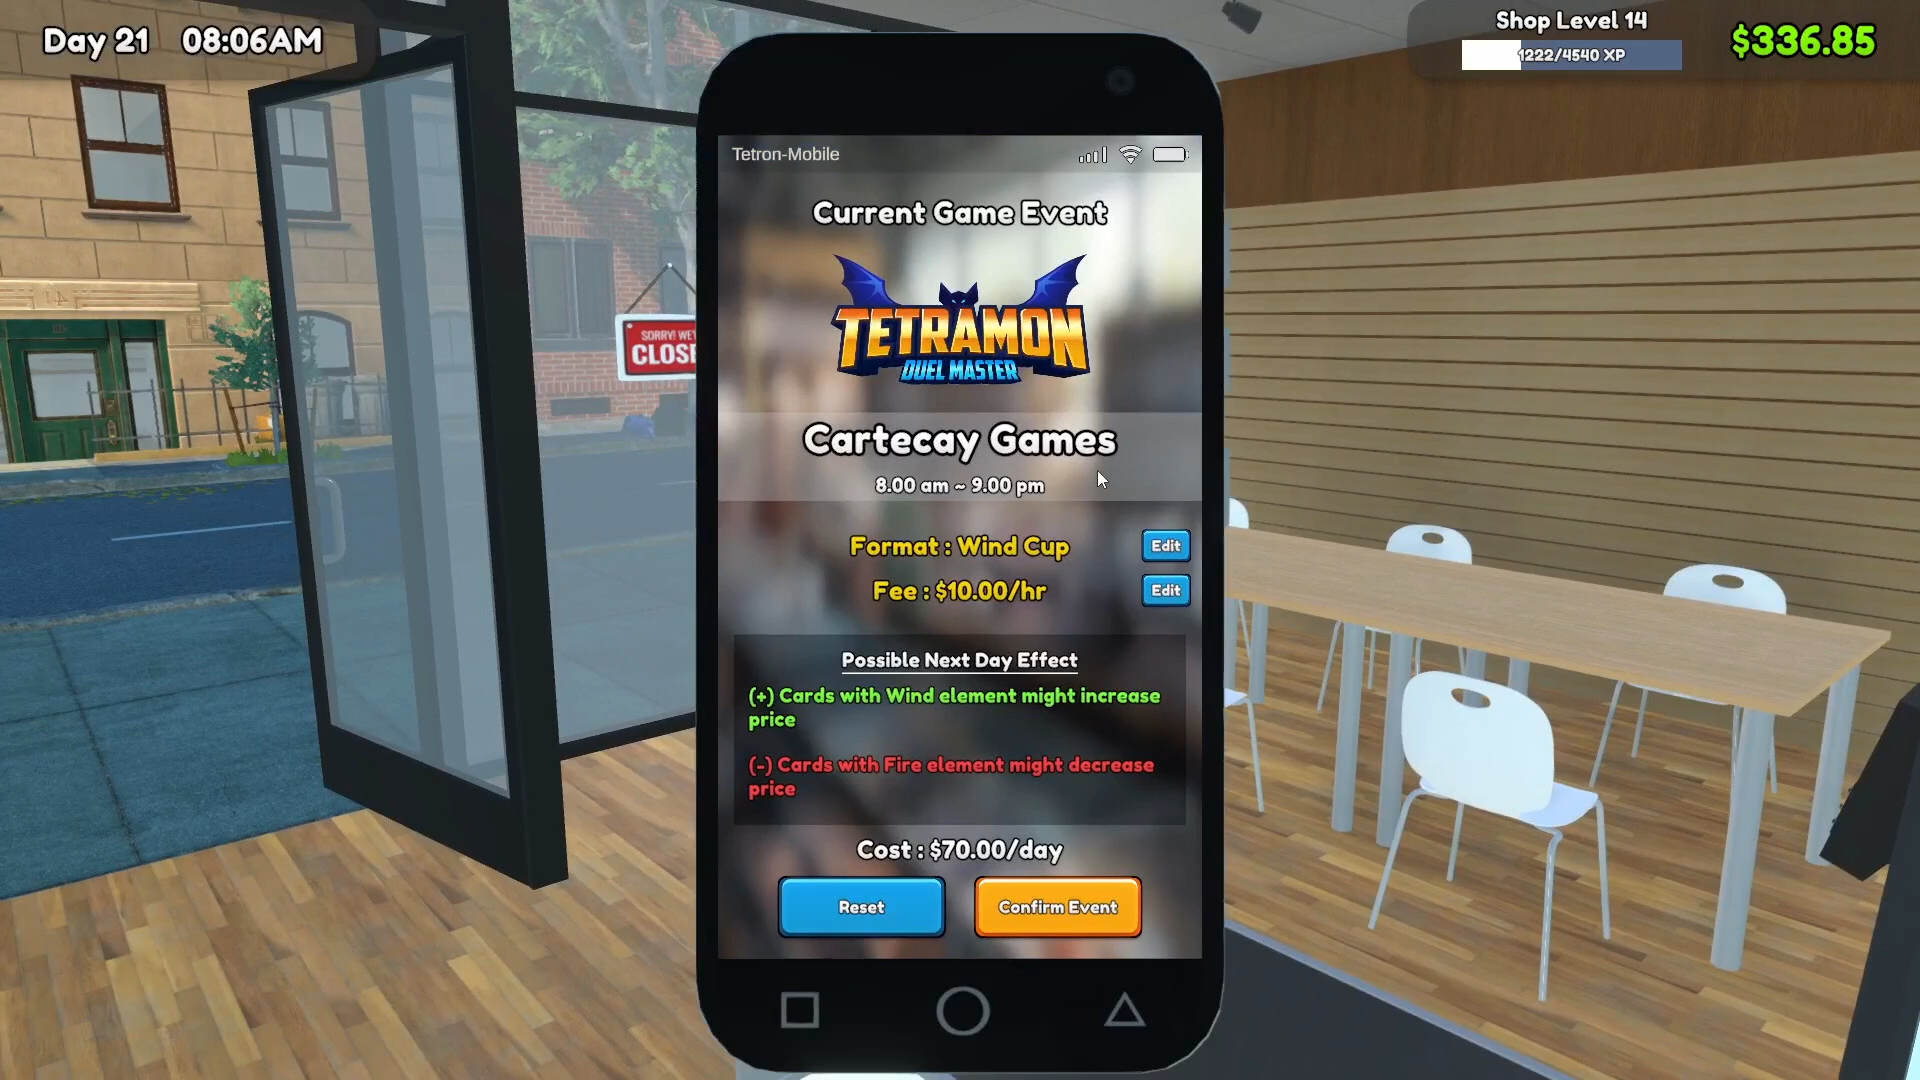 Day 21 08:06AM
Shop Level 14
1222/4540 XP
$336.85
SORRY! WE'
CLOSE
Tetron-Mobile
Current Game Event
TETRAMON
DUEL MASTER
Cartecay Games
8.00 am ~ 9.00 pm
Format : Wind Cup
Edit
Fee : $10.00/hr
Edit
Possible Next Day Effect
(+) Cards with Wind element might increase
price
(-) Cards with Fire element might decrease
price
Cost : $70.00/day
Reset
Confirm Event